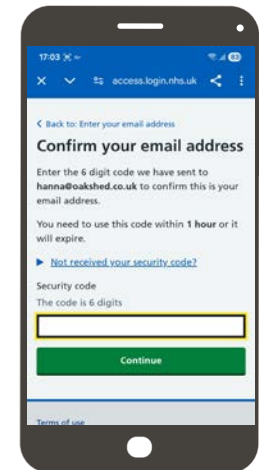 17:03
83
access.login.nhs.uk
Back to: Enter your email address
Confirm your email address
Enter the 6 digit code we have sent to
hanna@oakshed.co.uk to confirm this is your
email address.
You need to use this code within 1 hour or it
will expire.
Not received your security code?
Security code
The code is 6 digits
Continue
Terms of use